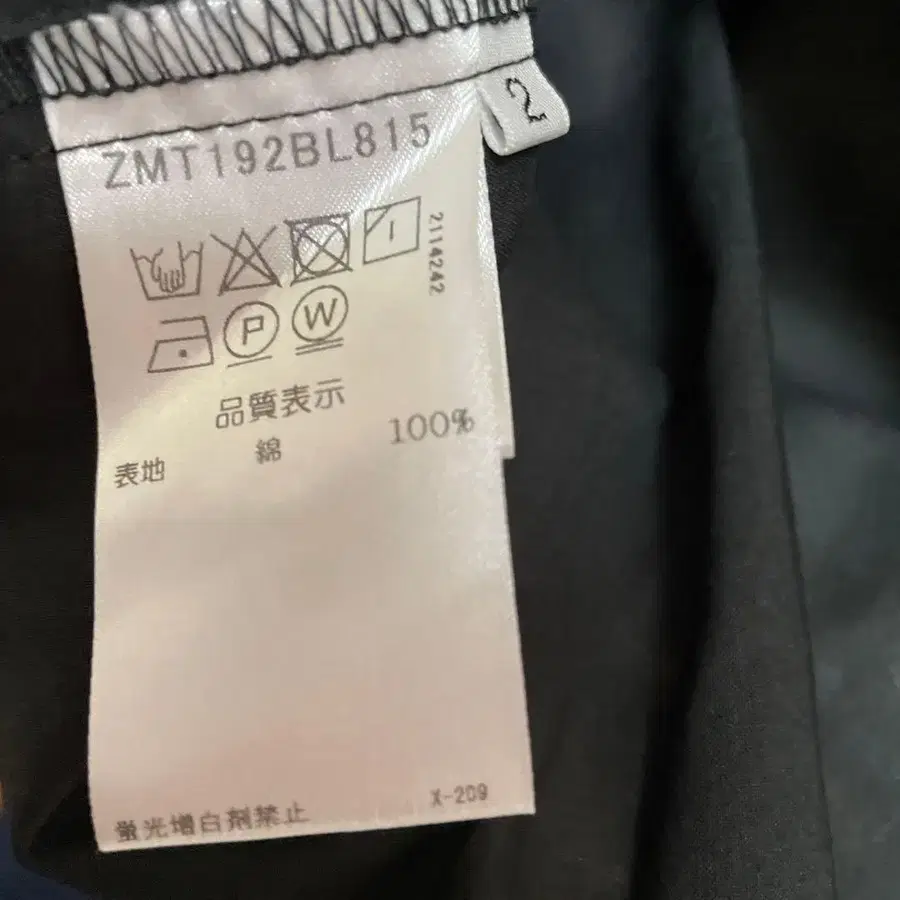 2
ZMT192BL815
2114242
P W
品質表示
表地 綿 100%
蛍光増白剤禁止 X-209